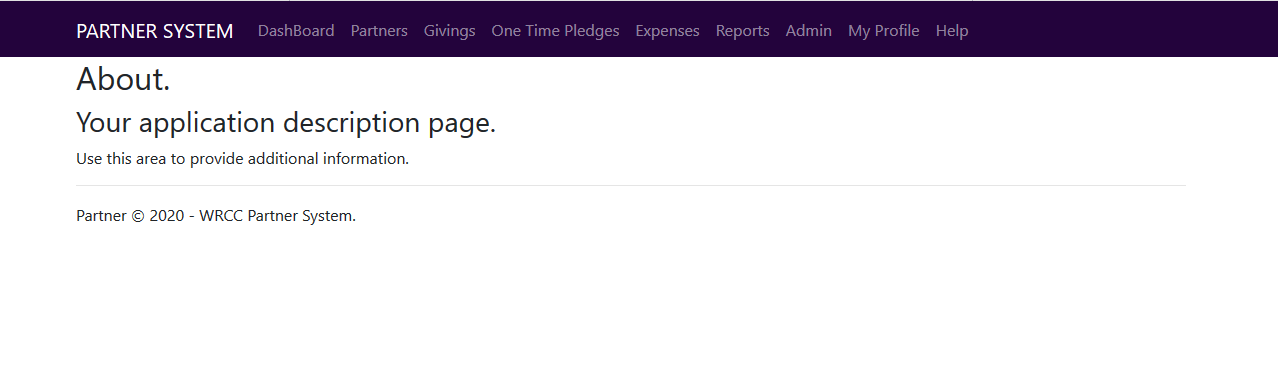 PARTNER SYSTEM DashBoard Partners Givings One Time Pledges Expenses Reports Admin My Profile Help
About.
Your application description page.
Use this area to provide additional information.
Partner © 2020 - WRCC Partner System.